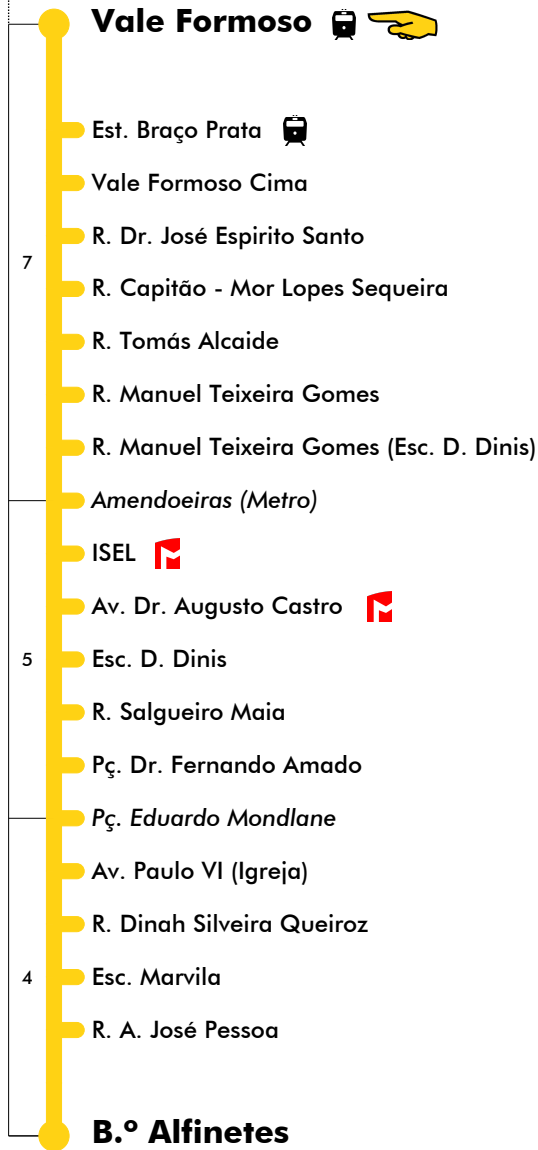 Vale Formoso
Est. Braço Prata
Vale Formoso Cima
R. Dr. José Espirito Santo
7
R. Capitão - Mor Lopes Sequeira
R. Tomás Alcaide
R. Manuel Teixeira Gomes
R. Manuel Teixeira Gomes (Esc. D. Dinis)
Amendoeiras (Metro)
ISEL
Av. Dr. Augusto Castro
5
Esc. D. Dinis
R. Salgueiro Maia
Pç. Dr. Fernando Amado
Pç. Eduardo Mondlane
Av. Paulo VI (Igreja)
R. Dinah Silveira Queiroz
4
Esc. Marvila
R. A. José Pessoa
B.º Alfinetes